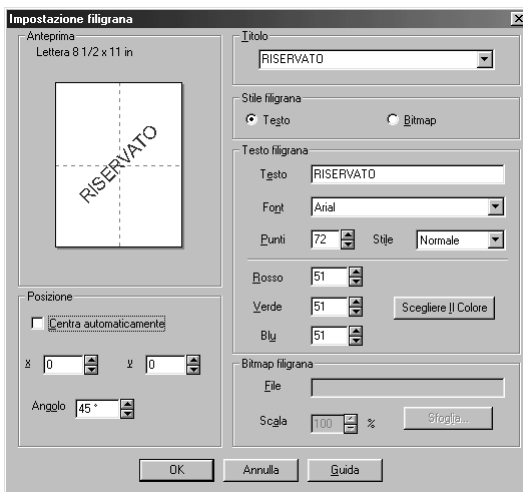 Impostazione filigrana
Anteprima
Lettera 8 1/2 x 11 in
RISERVATO
Titolo
RISERVATO
Stile filigrana
Testo
Bitmap
Testo filigrana
Testo RISERVATO
Font Arial
Punti 72 Stile Normale
Rosso 51
Verde 51 Scegliere Il Colore
Blu 51
Posizione
Centra automaticamente
x 0 y 0
Angolo 45 °
Bitmap filigrana
File
Scala 100 % Sfoglia...
OK Annulla Guida